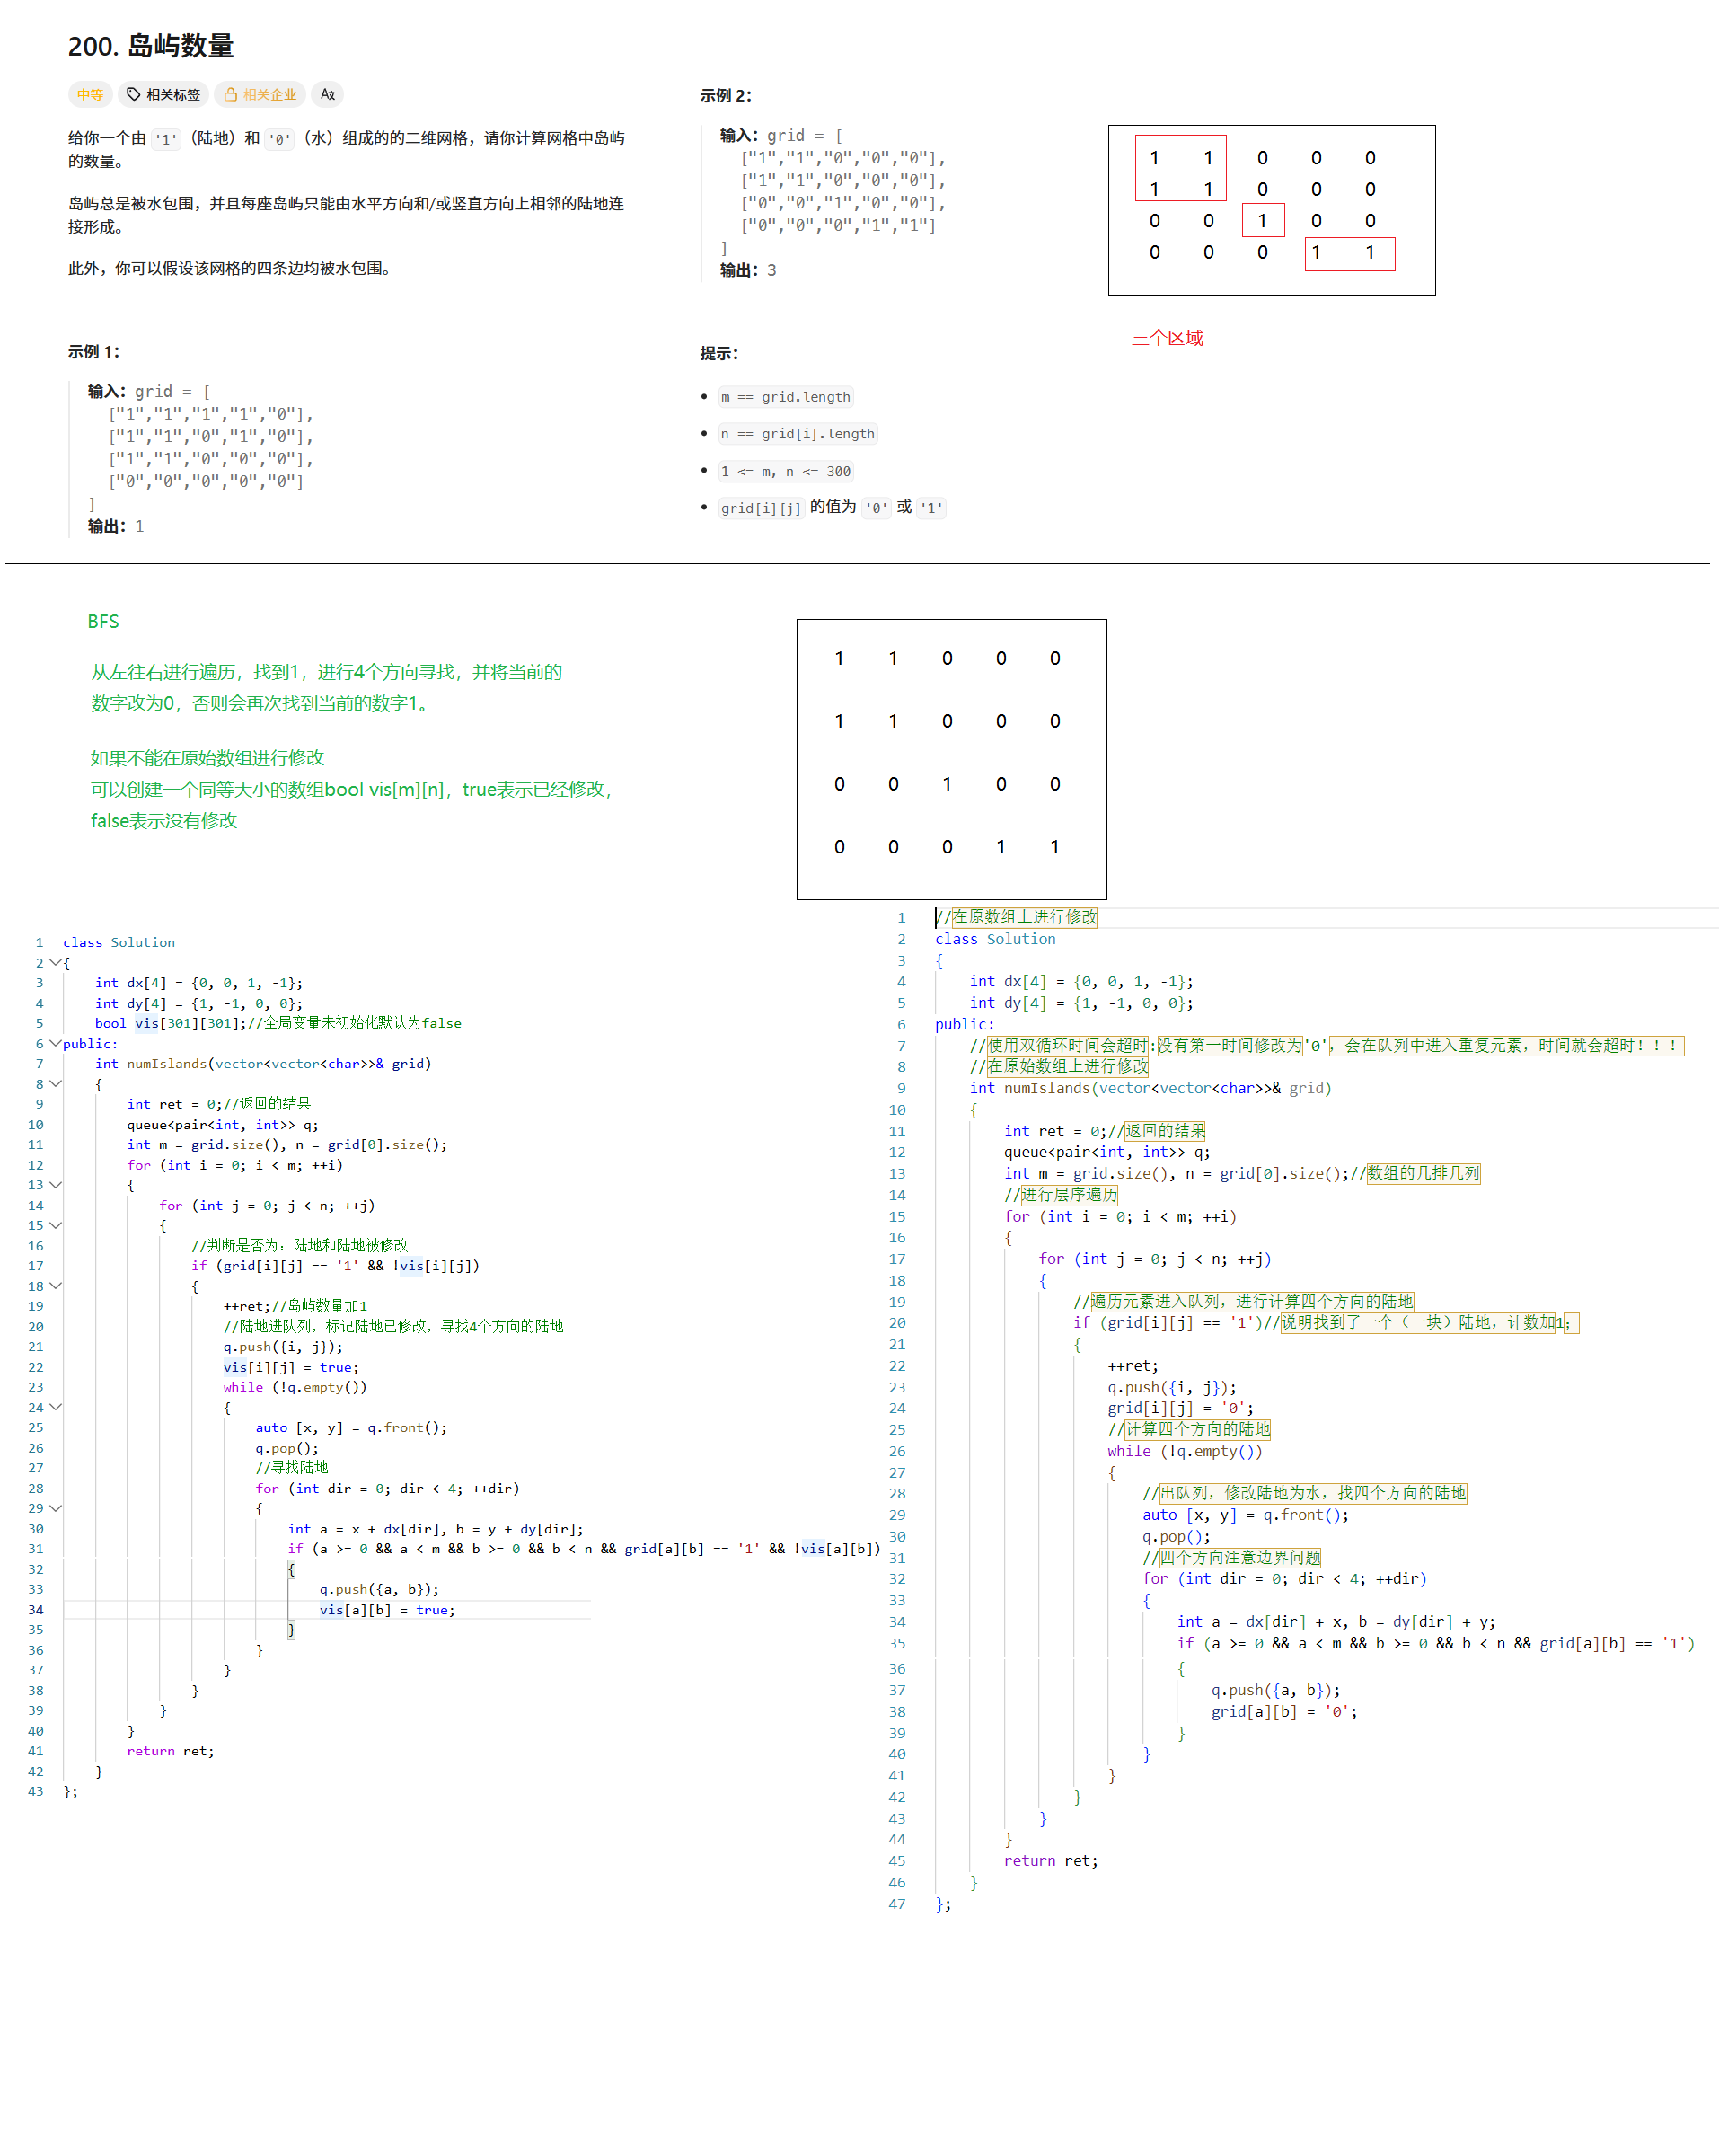 200. 岛屿数量
中等 相关标签 相关企业 Aх
给你一个由 '1'（陆地）和 '0'（水）组成的的二维网格，请你计算网格中岛屿
的数量。
岛屿总是被水包围，并且每座岛屿只能由水平方向和/或竖直方向上相邻的陆地连
接形成。
此外，你可以假设该网格的四条边均被水包围。
示例 1：
输入：grid = [
["1","1","1","1","0"],
["1","1","0","1","0"],
["1","1","0","0","0"],
["0","0","0","0","0"]
]
输出：1
示例 2：
输入：grid = [
["1","1","0","0","0"],
["1","1","0","0","0"],
["0","0","1","0","0"],
["0","0","0","1","1"]
]
输出：3
提示：
• m == grid.length
• n == grid[i].length
• 1 <= m, n <= 300
• grid[i][j] 的值为 '0' 或 '1'
1 1 0 0 0
1 1 0 0 0
0 0 1 0 0
0 0 0 1 1
三个区域
BFS
从左往右进行遍历，找到1，进行4个方向寻找，并将当前的
数字改为0，否则会再次找到当前的数字1。
如果不能在原始数组进行修改
可以创建一个同等大小的数组bool vis[m][n]，true表示已经修改，
false表示没有修改
1 1 0 0 0
1 1 0 0 0
0 0 1 0 0
0 0 0 1 1
1 class Solution
2 {
3 int dx[4] = {0, 0, 1, -1};
4 int dy[4] = {1, -1, 0, 0};
5 bool vis[301][301];//全局变量未初始化默认为false
6 public:
7 int numIslands(vector<vector<char>>& grid)
8 {
9 int ret = 0;//返回的结果
10 queue<pair<int, int>> q;
11 int m = grid.size(), n = grid[0].size();
12 for (int i = 0; i < m; ++i)
13 {
14 for (int j = 0; j < n; ++j)
15 {
16 //判断是否为：陆地和陆地被修改
17 if (grid[i][j] == '1' && !vis[i][j])
18 {
19 ++ret;//岛屿数量加1
20 //陆地进队列，标记陆地已修改，寻找4个方向的陆地
21 q.push({i, j});
22 vis[i][j] = true;
23 while (!q.empty())
24 {
25 auto [x, y] = q.front();
26 q.pop();
27 //寻找陆地
28 for (int dir = 0; dir < 4; ++dir)
29 {
30 int a = x + dx[dir], b = y + dy[dir];
31 if (a >= 0 && a < m && b >= 0 && b < n && grid[a][b] == '1' && !vis[a][b])
32 {
33 q.push({a, b});
34 vis[a][b] = true;
35 }
36 }
37 }
38 }
39 }
40 }
41 return ret;
42 }
43 };
1 //在原数组上进行修改
2 class Solution
3 {
4 int dx[4] = {0, 0, 1, -1};
5 int dy[4] = {1, -1, 0, 0};
6 public:
7 //使用双循环时间会超时:没有第一时间修改为'0'，会在队列中进入重复元素，时间就会超时！！！
8 //在原始数组上进行修改
9 int numIslands(vector<vector<char>>& grid)
10 {
11 int ret = 0;//返回的结果
12 queue<pair<int, int>> q;
13 int m = grid.size(), n = grid[0].size();//数组的几排几列
14 //进行层序遍历
15 for (int i = 0; i < m; ++i)
16 {
17 for (int j = 0; j < n; ++j)
18 {
19 //遍历元素进入队列，进行计算四个方向的陆地
20 if (grid[i][j] == '1')//说明找到了一个（一块）陆地，计数加1；
21 {
22 ++ret;
23 q.push({i, j});
24 grid[i][j] = '0';
25 //计算四个方向的陆地
26 while (!q.empty())
27 {
28 //出队列，修改陆地为水，找四个方向的陆地
29 auto [x, y] = q.front();
30 q.pop();
31 //四个方向注意边界问题
32 for (int dir = 0; dir < 4; ++dir)
33 {
34 int a = dx[dir] + x, b = dy[dir] + y;
35 if (a >= 0 && a < m && b >= 0 && b < n && grid[a][b] == '1')
36 {
37 q.push({a, b});
38 grid[a][b] = '0';
39 }
40 }
41 }
42 }
43 }
44 }
45 return ret;
46 }
47 };